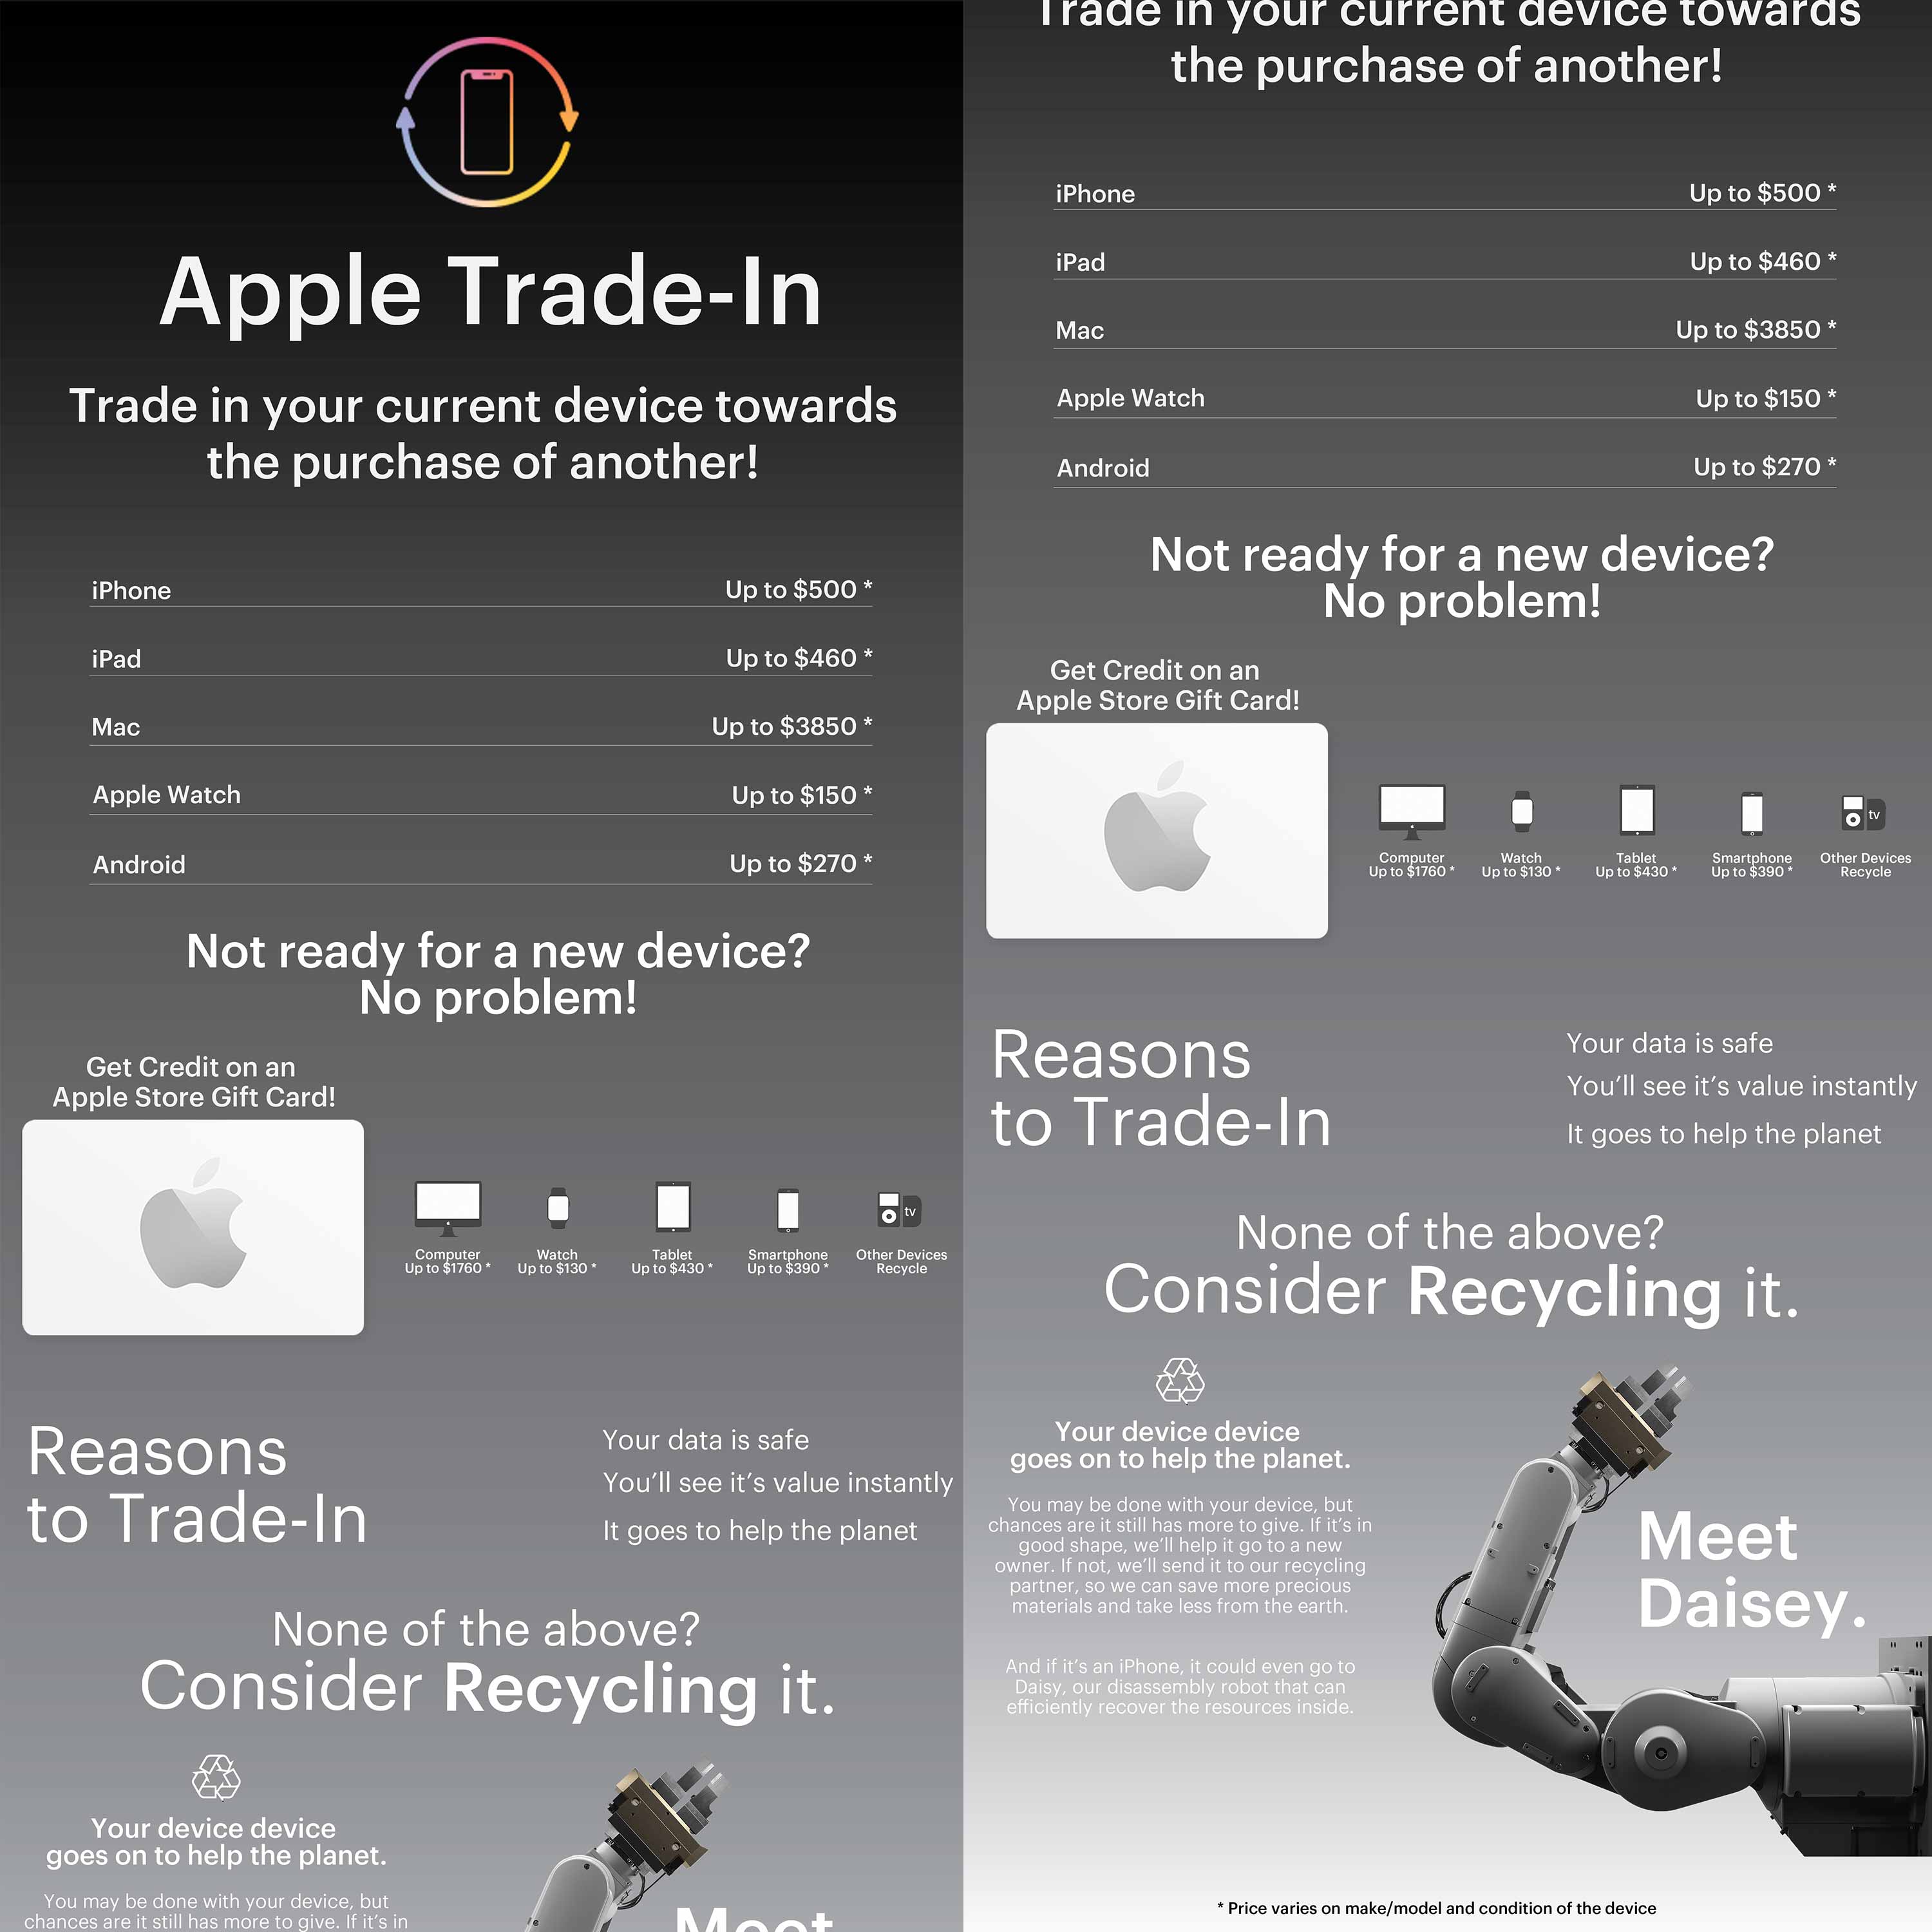 Apple Trade-In
Trade in your current device towards
the purchase of another!
iPhone Up to $500 *
iPad Up to $460 *
Mac Up to $3850 *
Apple Watch Up to $150 *
Android Up to $270 *
Not ready for a new device?
No problem!
Get Credit on an
Apple Store Gift Card!
tv
Computer
Up to $1760 *
Watch
Up to $130 *
Tablet
Up to $430 *
Smartphone
Up to $390 *
Other Devices
Recycle
Reasons
to Trade-In
Your data is safe
You’ll see it’s value instantly
It goes to help the planet
None of the above?
Consider Recycling it.
Your device device
goes on to help the planet.
You may be done with your device, but
chances are it still has more to give. If it’s in
Meet
Trade in your current device towards
the purchase of another!
iPhone Up to $500 *
iPad Up to $460 *
Mac Up to $3850 *
Apple Watch Up to $150 *
Android Up to $270 *
Not ready for a new device?
No problem!
Get Credit on an
Apple Store Gift Card!
tv
Computer
Up to $1760 *
Watch
Up to $130 *
Tablet
Up to $430 *
Smartphone
Up to $390 *
Other Devices
Recycle
Reasons
to Trade-In
Your data is safe
You’ll see it’s value instantly
It goes to help the planet
None of the above?
Consider Recycling it.
Your device device
goes on to help the planet.
You may be done with your device, but
chances are it still has more to give. If it’s in
good shape, we’ll help it go to a new
owner. If not, we’ll send it to our recycling
partner, so we can save more precious
materials and take less from the earth.
And if it’s an iPhone, it could even go to
Daisy, our disassembly robot that can
efficiently recover the resources inside.
Meet
Daisey.
* Price varies on make/model and condition of the device